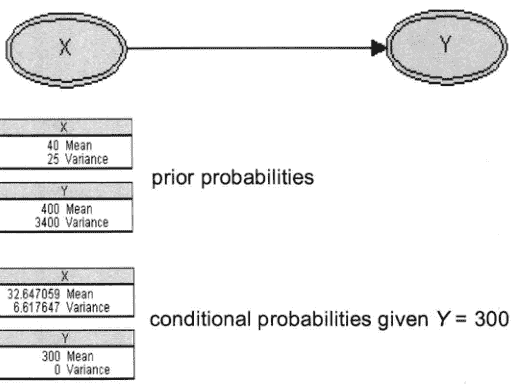 X
Y
X
40 Mean
25 Variance
prior probabilities
Y
400 Mean
3400 Variance
X
32.647059 Mean
6.617647 Variance
conditional probabilities given Y = 300
Y
300 Mean
0 Variance